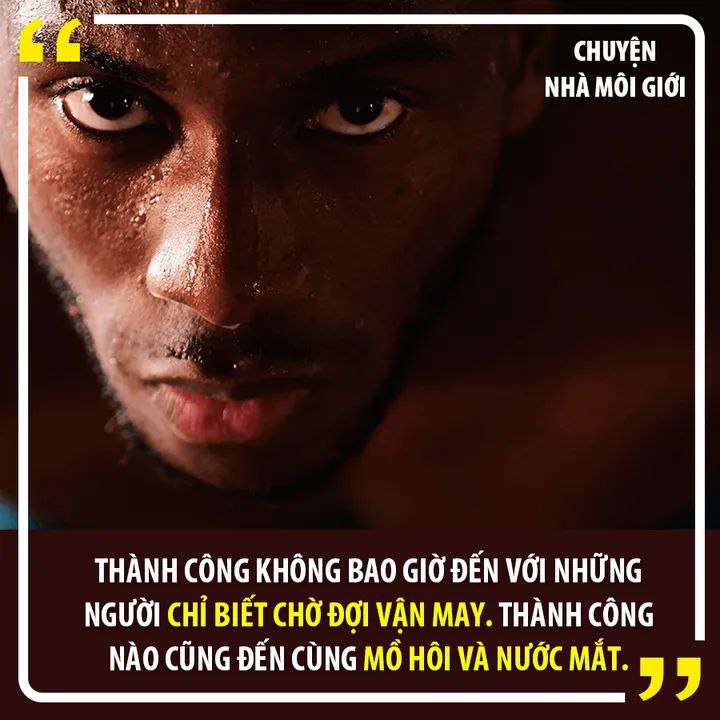 CHUYỆN
NHÀ MÔI GIỚI
THÀNH CÔNG KHÔNG BAO GIỜ ĐẾN VỚI NHỮNG
NGƯỜI CHỈ BIẾT CHỜ ĐỢI VẬN MAY. THÀNH CÔNG
NÀO CŨNG ĐẾN CÙNG MỒ HÔI VÀ NƯỚC MẮT.